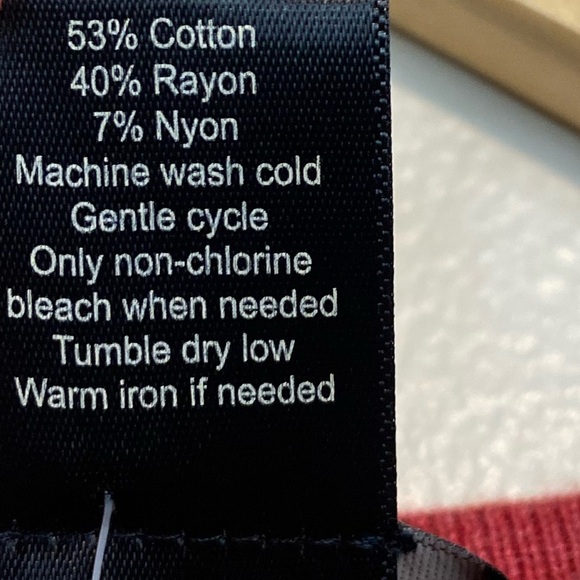 53% Cotton
40% Rayon
7% Nyon
Machine wash cold
Gentle cycle
Only non-chlorine
bleach when needed
Tumble dry low
Warm iron if needed